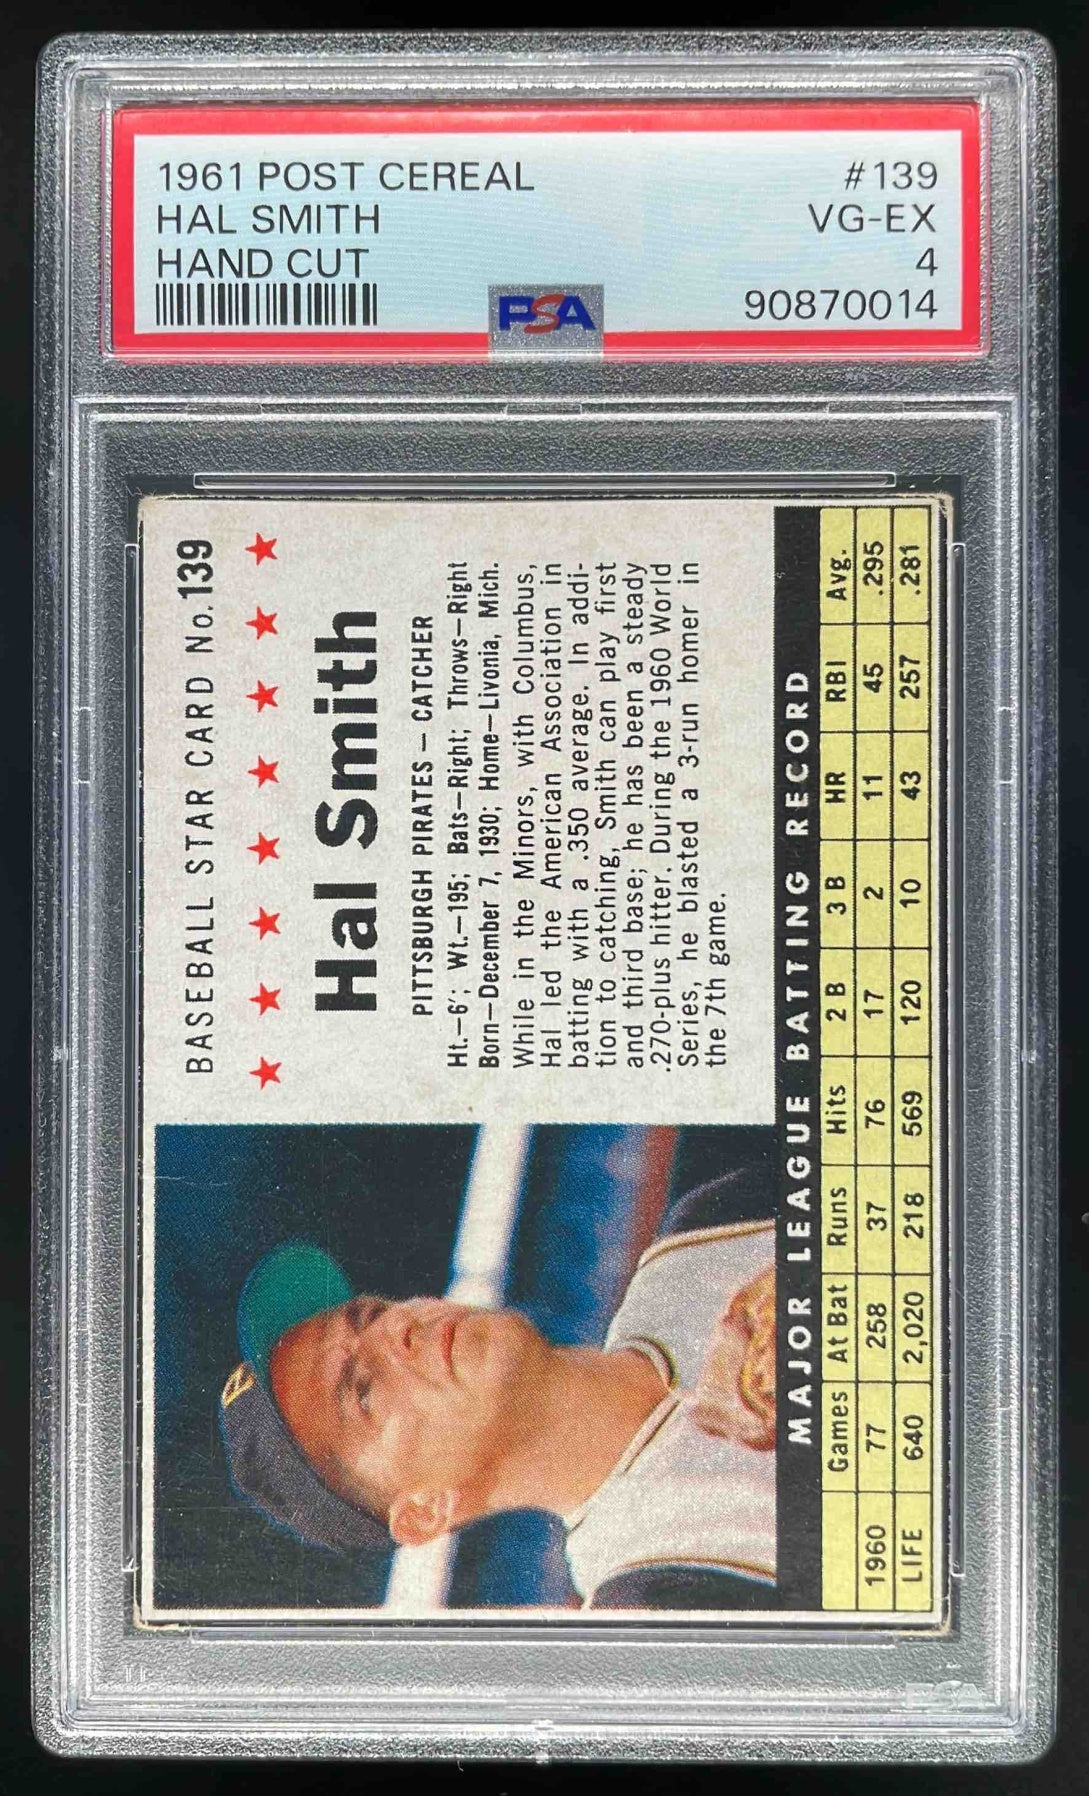 1961 POST CEREAL #139
HAL SMITH VG-EX
HAND CUT 4
PSA 90870014
BASEBALL STAR CARD No. 139
Hal Smith
PITTSBURGH PIRATES – CATCHER
Ht.–6'; Wt.–195; Bats–Right; Throws–Right
Born–December 7, 1930; Home–Livonia, Mich.
While in the Minors, with Columbus,
Hal led the American Association in
batting with a .350 average. In addi-
tion to catching, Smith can play first
and third base; he has been a steady
.270-plus hitter. During the 1960 World
Series, he blasted a 3-run homer in
the 7th game.
MAJOR LEAGUE BATTING RECORD
Games At Bat Runs Hits 2 B 3 B HR RBI Avg.
1960 77 258 37 76 17 2 11 45 .295
LIFE 640 2,020 218 569 120 10 43 257 .281
PSA